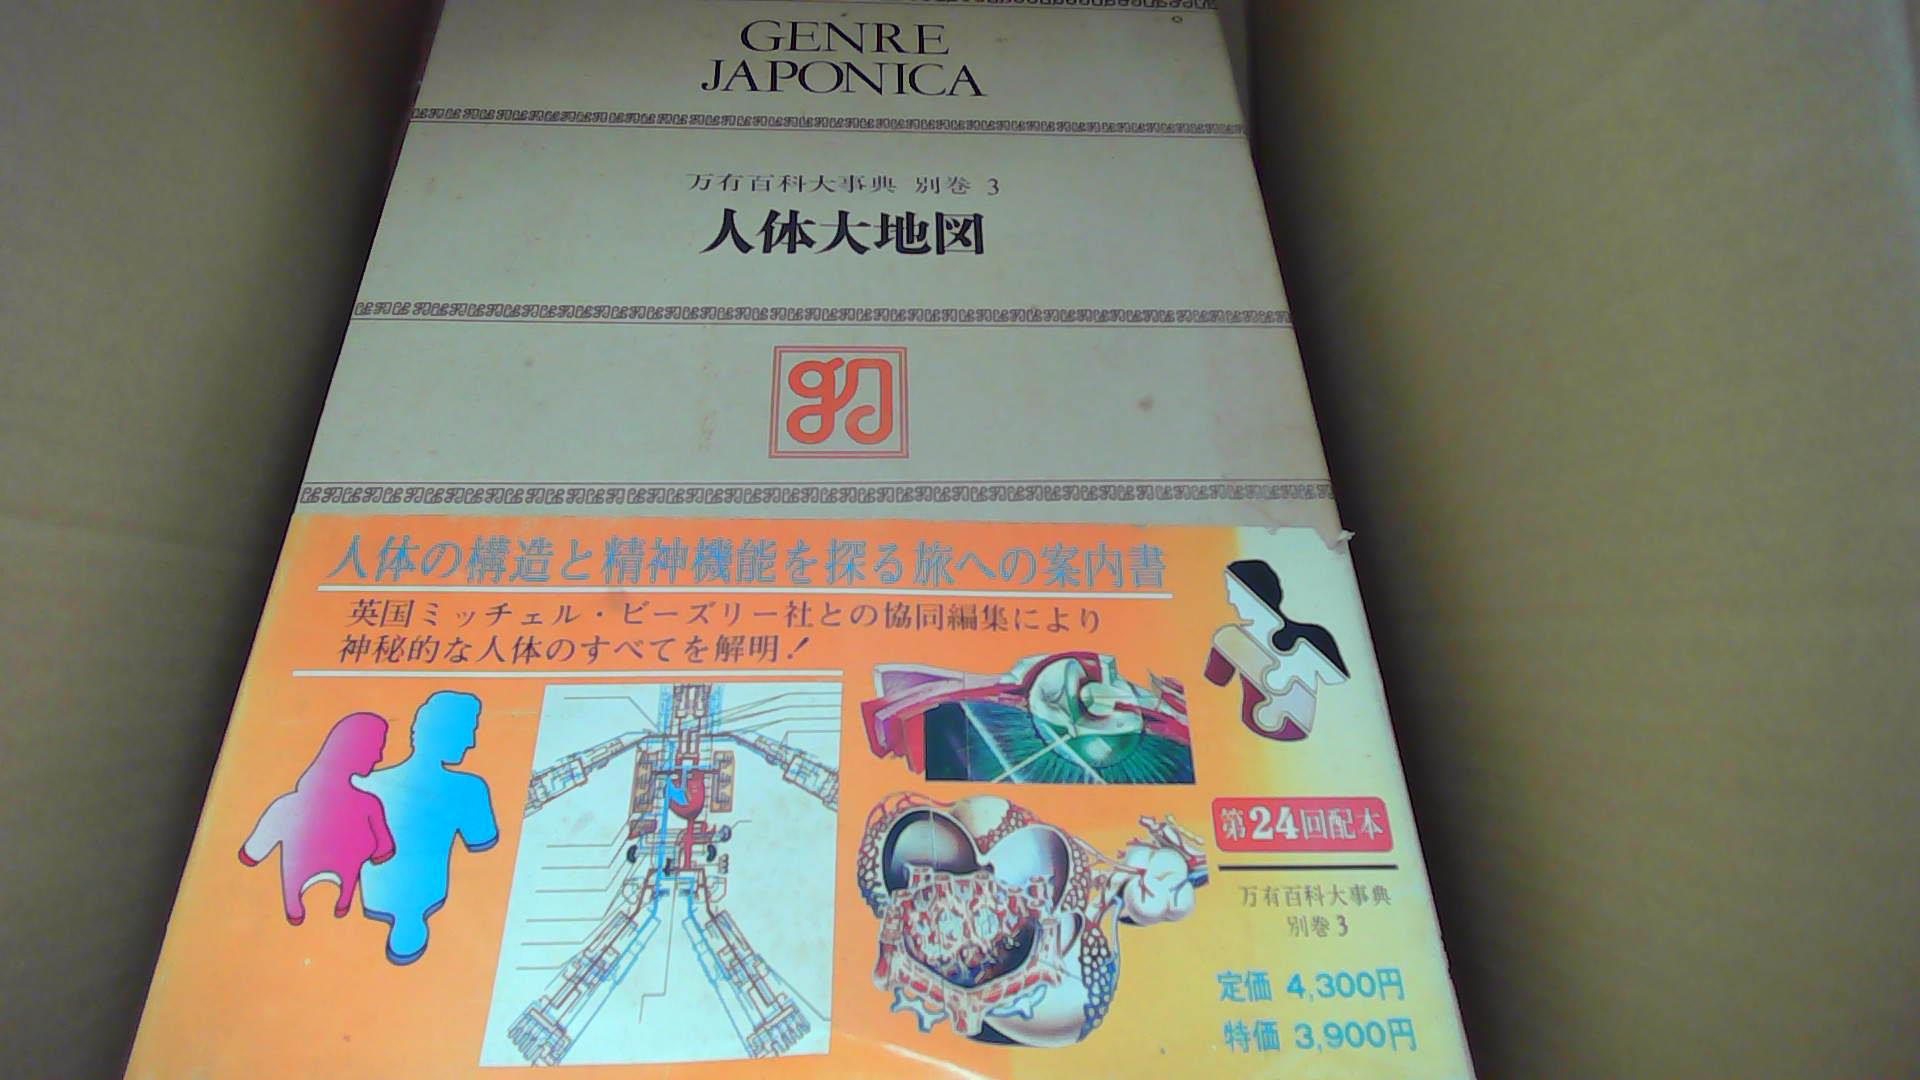 GENRE
JAPONICA
万有百科大事典 別巻 3
人体大地図
人体の構造と精神機能を探る旅への案内書
英国ミッチェル・ビーズリー社との協同編集により
神秘的な人体のすべてを解明!
第24回配本
万有百科大事典
別巻3
定価 4,300円
特価 3,900円